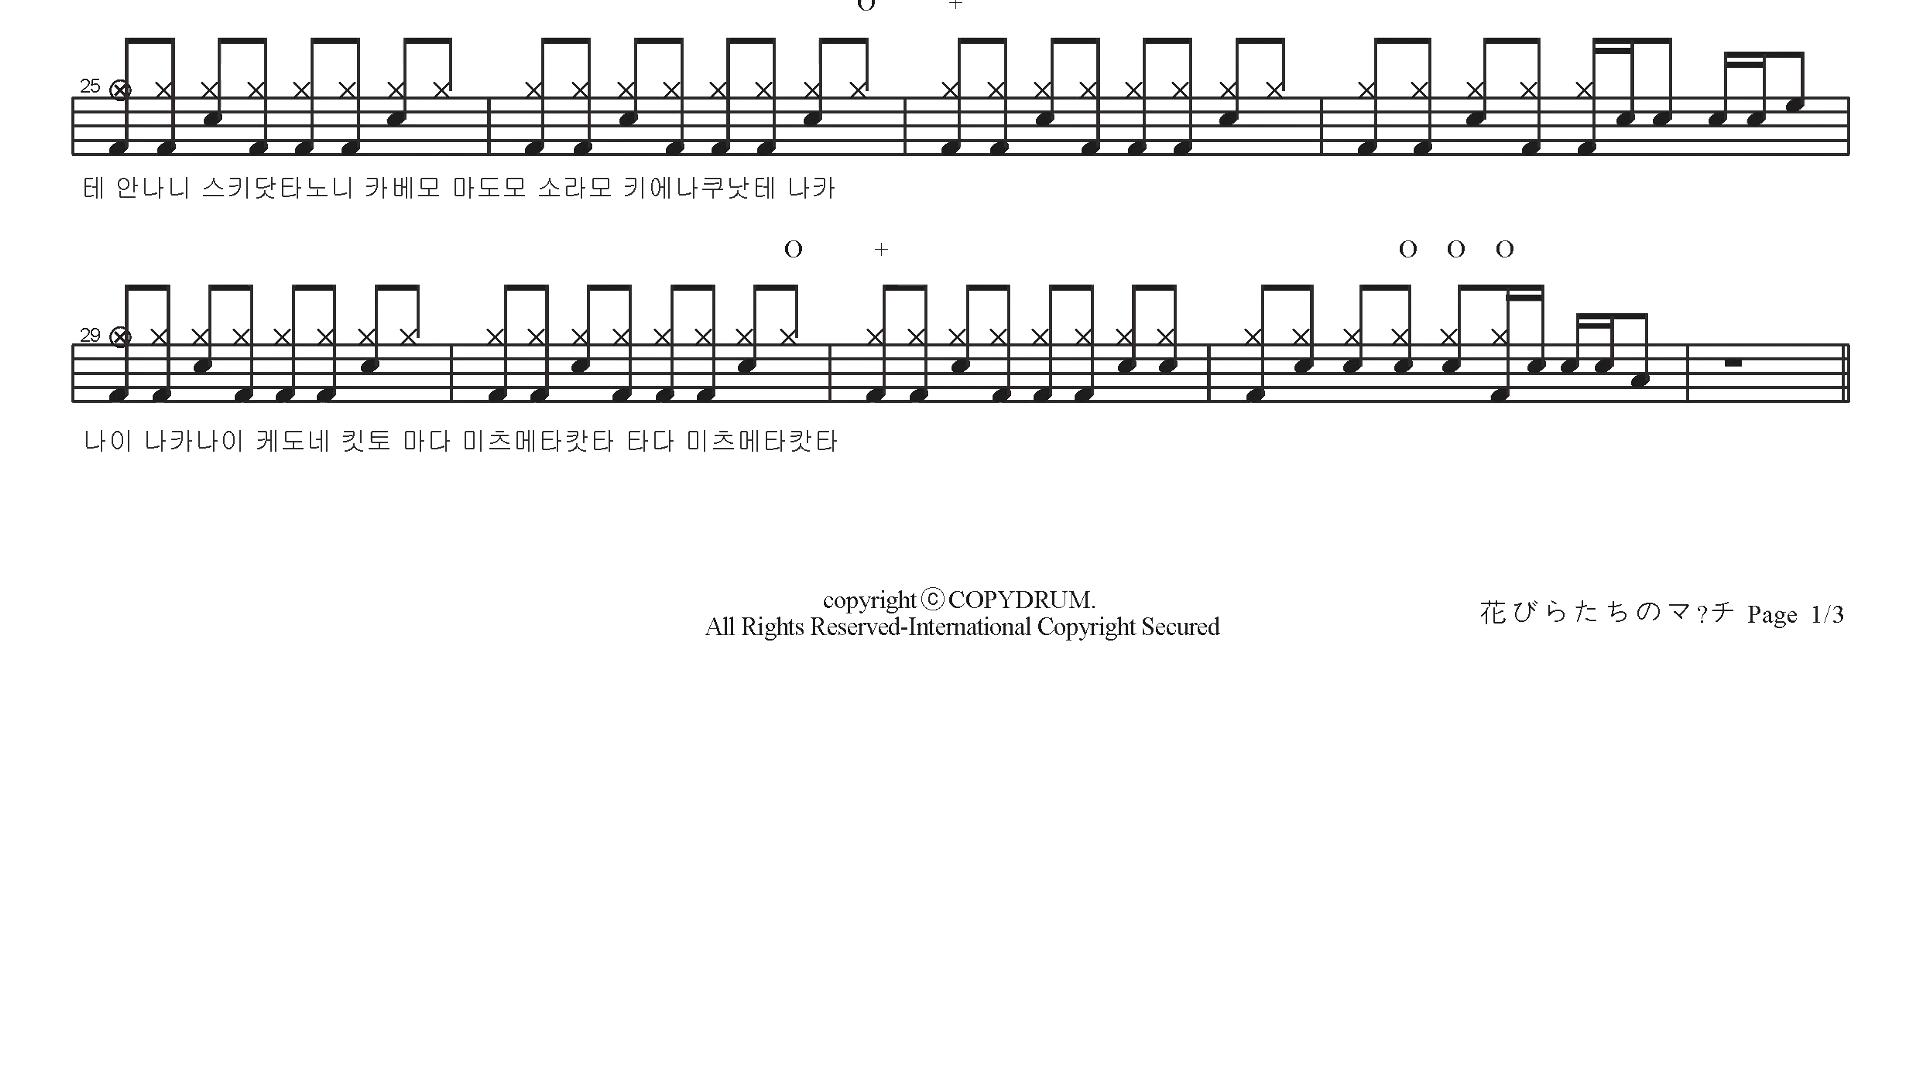 O +
25
테 안나니 스키닷타노니 카베모 마도모 소라모 키에나쿠낫테 나카
O + O O O
29
나이 나카나이 케도네 킷토 마다 미츠메타캇타 타다 미츠메타캇타
copyright ⓒ COPYDRUM.
All Rights Reserved-International Copyright Secured
花びらたちのマ?チ Page 1/3